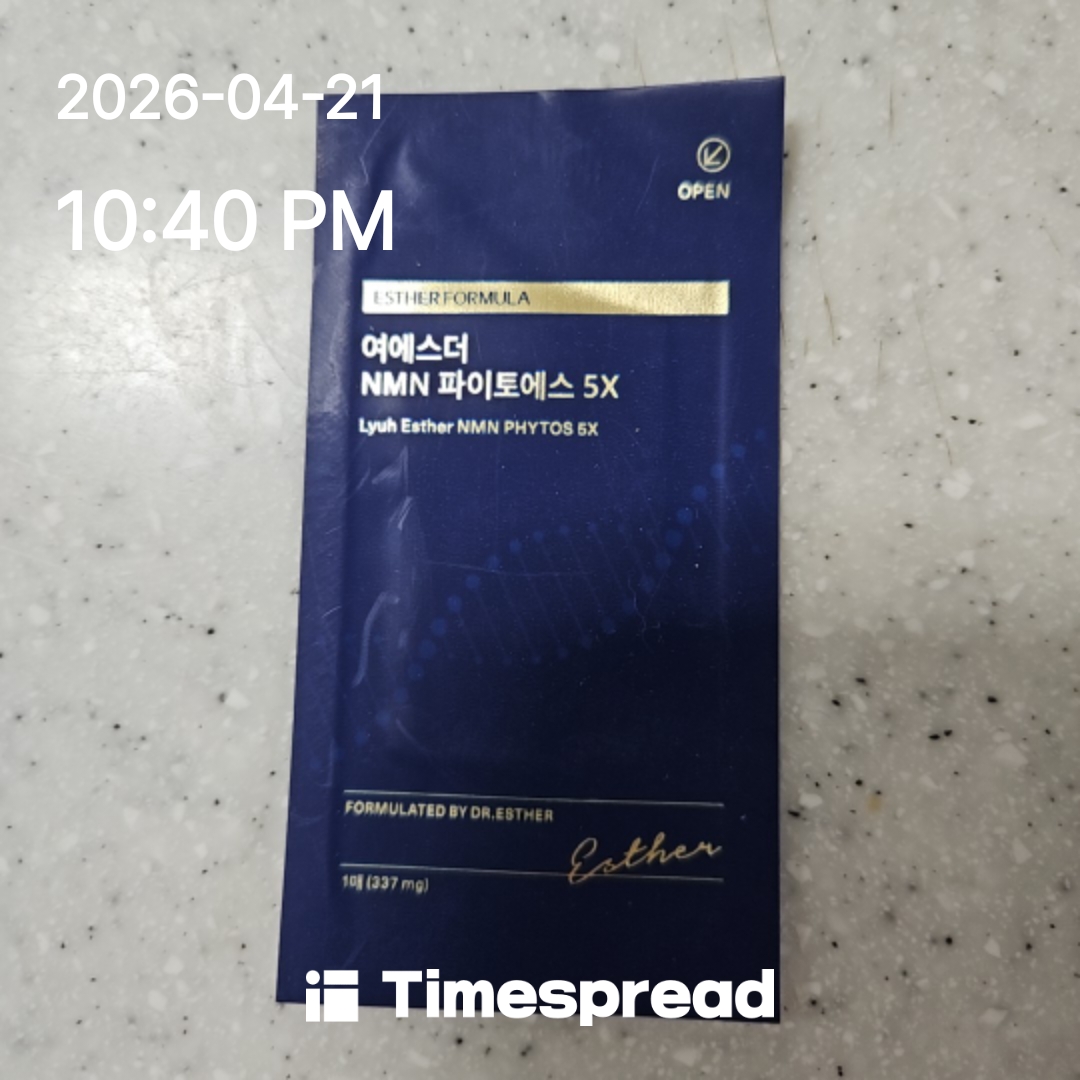 2026-04-21
10:40 PM
OPEN
ESTHER FORMULA
여에스더
NMN 파이토에스 5X
Lyuh Esther NMN PHYTOS 5X
FORMULATED BY DR.ESTHER
Esther
1매 (337 mg)
Timespread